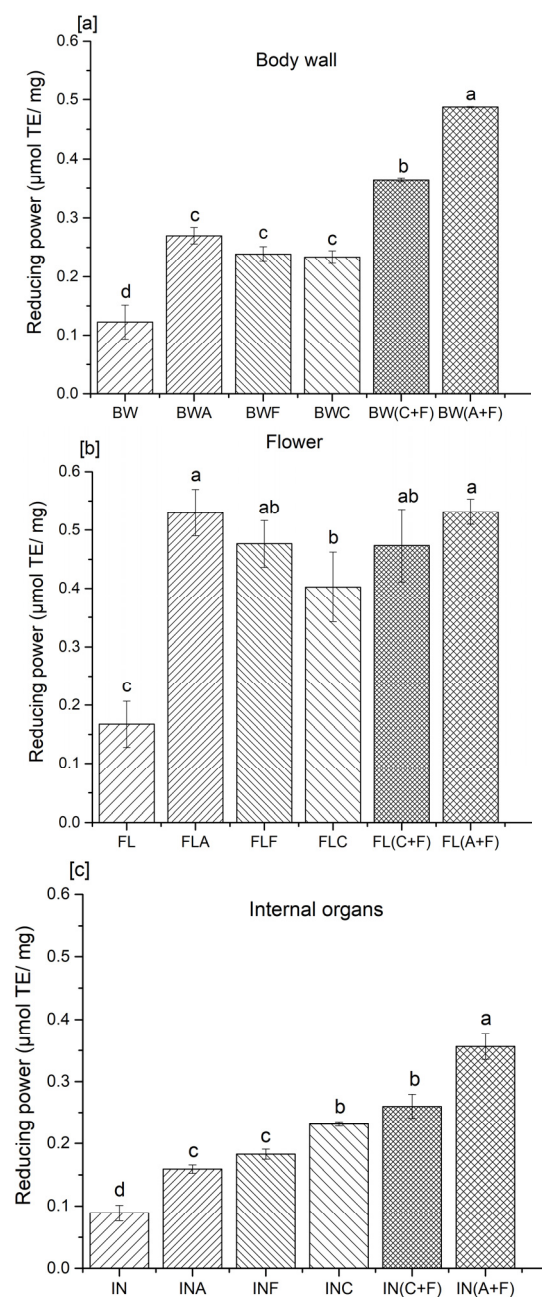 [a]
Body wall
Reducing power (µmol TE/ mg)
0.6
0.5
0.4
0.3
0.2
0.1
0.0
d
c
c
c
b
a
BW BWA BWF BWC BW(C+F) BW(A+F)
[b]
Flower
Reducing power (µmol TE/ mg)
0.6
0.5
0.4
0.3
0.2
0.1
0.0
c
a
ab
b
ab
a
FL FLA FLF FLC FL(C+F) FL(A+F)
[c]
Internal organs
Reducing power (µmol TE/ mg)
0.6
0.5
0.4
0.3
0.2
0.1
0.0
d
c
c
b
b
a
IN INA INF INC IN(C+F) IN(A+F)